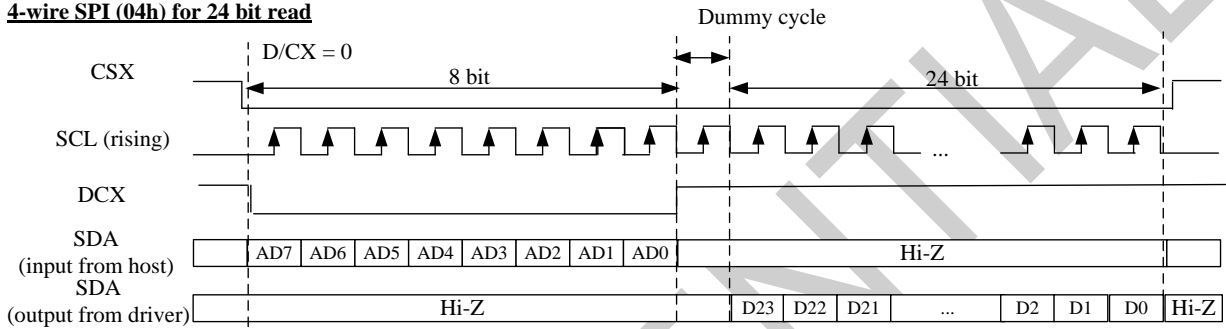 4-wire SPI (04h) for 24 bit read
Dummy cycle
D/CX = 0
CSX
8 bit
24 bit
SCL (rising)
...
DCX
SDA
(input from host)
AD7 AD6 AD5 AD4 AD3 AD2 AD1 AD0 Hi-Z
SDA
(output from driver)
Hi-Z D23 D22 D21 ... D2 D1 D0 Hi-Z